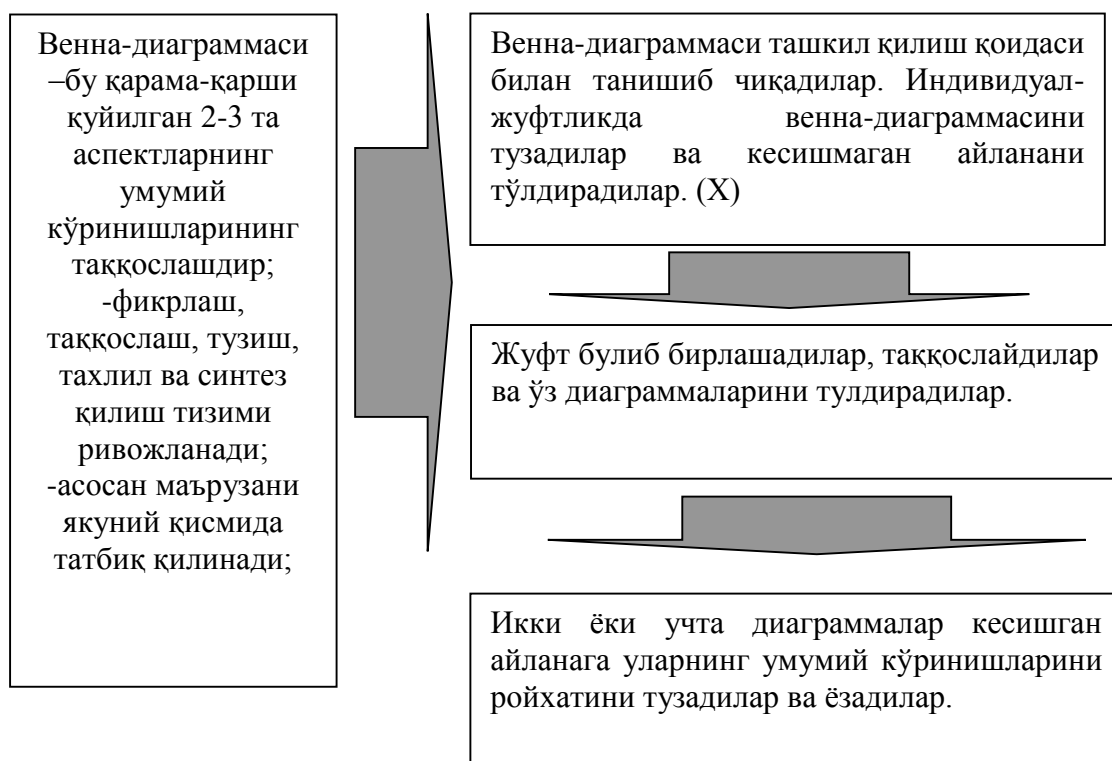 Венна-диаграммаси
–бу қарама-қарши
қуйилган 2-3 та
аспектларнинг
умумий
кўринишларининг
таққослашдир;
-фикрлаш,
таққослаш, тузиш,
тахлил ва синтез
қилиш тизими
ривожланади;
-асосан маърузани
якуний қисмида
татбиқ қилинади;
Венна-диаграммаси ташкил қилиш қоидаси
билан танишиб чиқадилар. Индивидуал-
жуфтликда венна-диаграммасини
тузадилар ва кесишмаган айланани
тўлдирадилар. (Х)
Жуфт булиб бирлашадилар, таққослайдилар
ва ўз диаграммаларини тулдирадилар.
Икки ёки учта диаграммалар кесишган
айланага уларнинг умумий кўринишларини
ройхатини тузадилар ва ёзадилар.